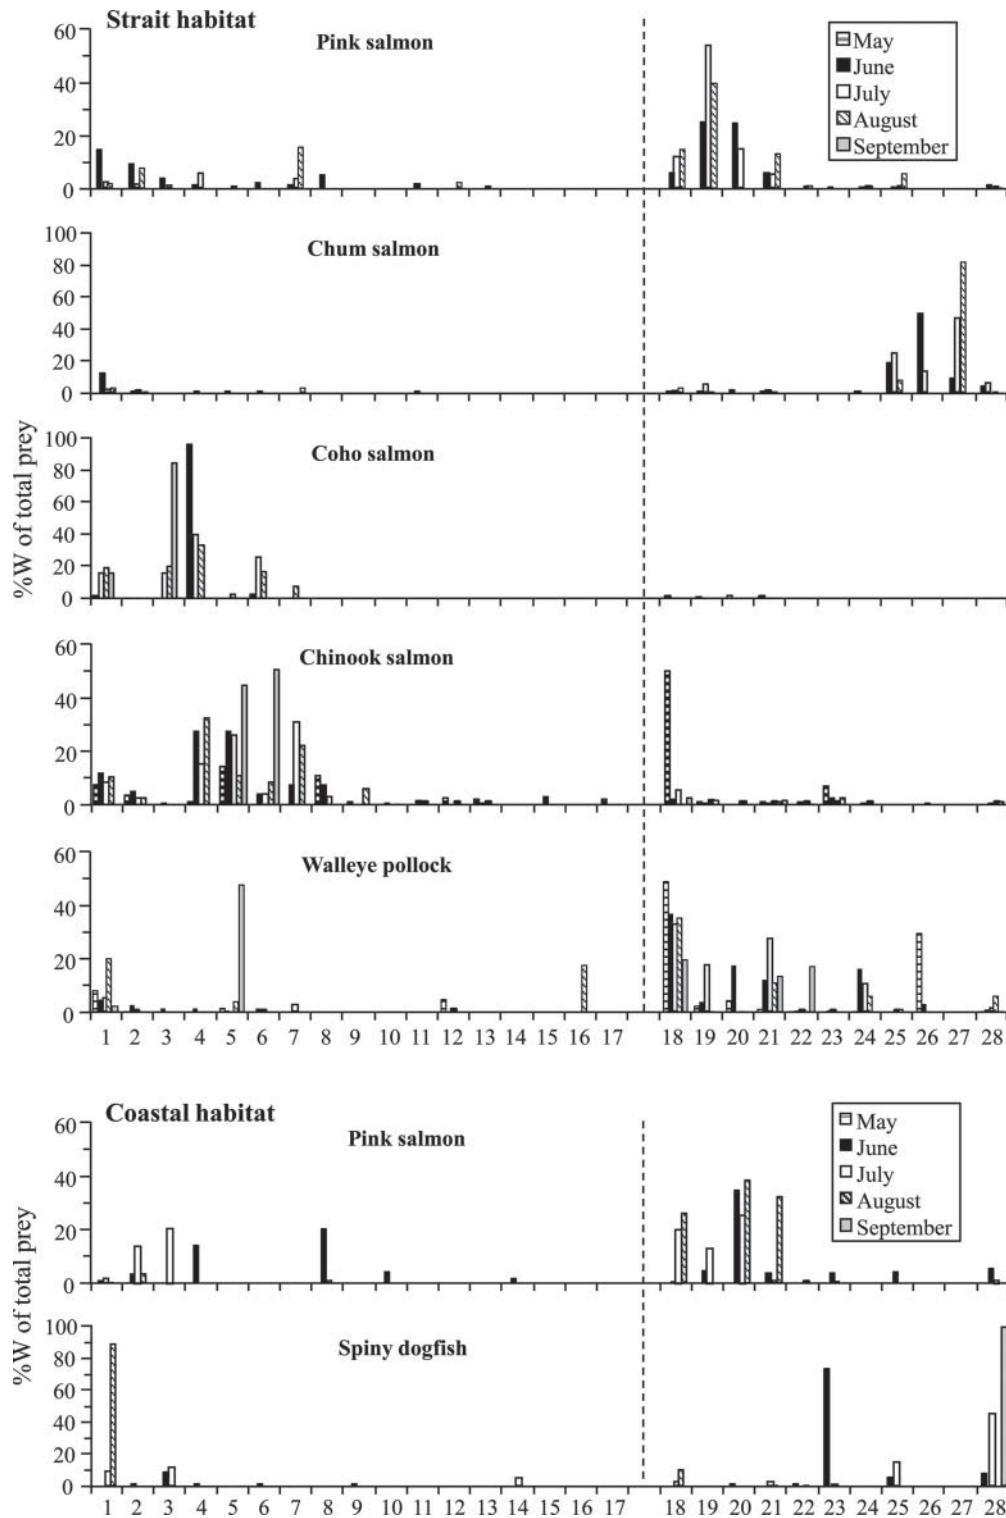 Strait habitat
Pink salmon
May
June
July
August
September
60
40
20
0
Chum salmon
100
80
60
40
20
0
Coho salmon
100
80
60
40
20
0
%W of total prey
Chinook salmon
60
40
20
0
Walleye pollock
60
40
20
0
1 2 3 4 5 6 7 8 9 10 11 12 13 14 15 16 17 18 19 20 21 22 23 24 25 26 27 28
Coastal habitat
Pink salmon
May
June
July
August
September
60
40
20
0
%W of total prey
Spiny dogfish
100
80
60
40
20
0
1 2 3 4 5 6 7 8 9 10 11 12 13 14 15 16 17 18 19 20 21 22 23 24 25 26 27 28